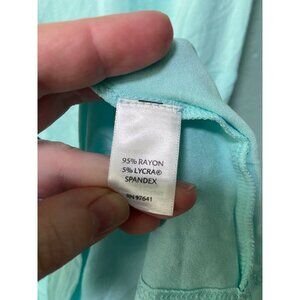 95% RAYON
5% LYCRA®
SPANDEX
RN 97641